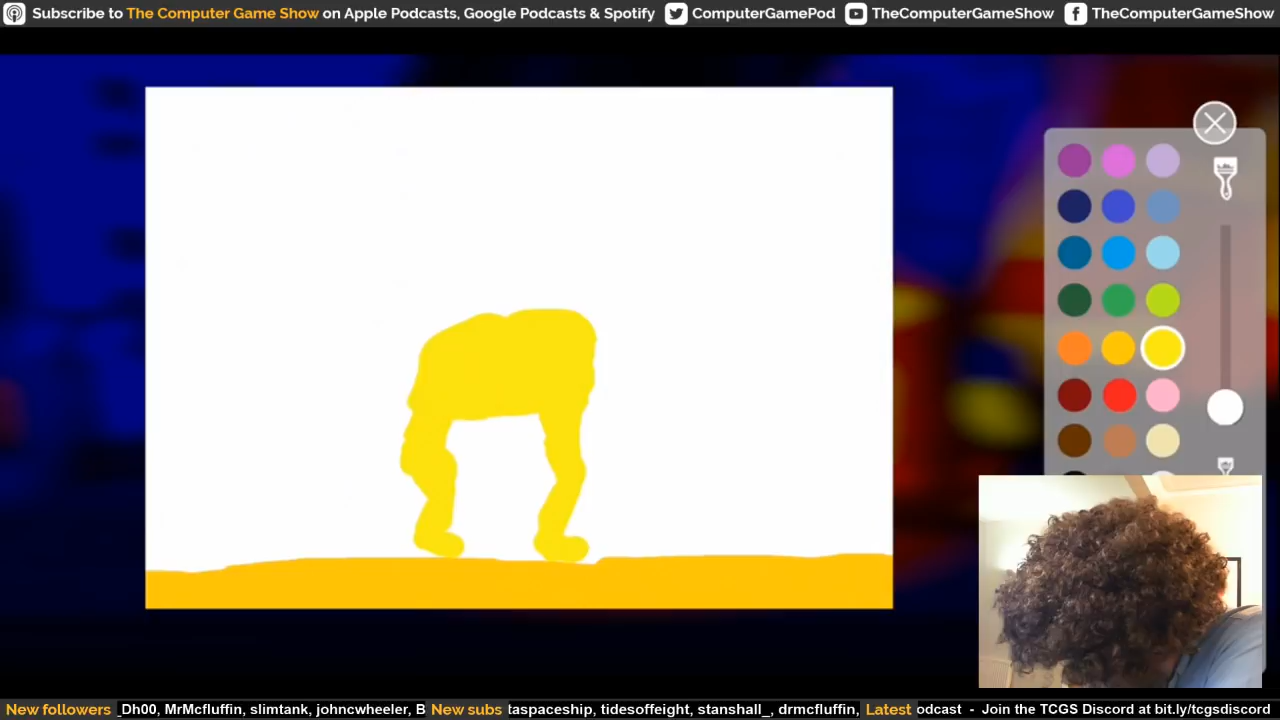 Subscribe to The Computer Game Show on Apple Podcasts, Google Podcasts & Spotify ComputerGamePod TheComputerGameShow TheComputerGameShow
New followers _Dh00, MrMcfluffin, slimtank, johncwheeler, B New subs taspaceship, tidesofeight, stanshall_, drmcfluffin, Latest odcast - Join the TCGS Discord at bit.ly/tcgsdiscord